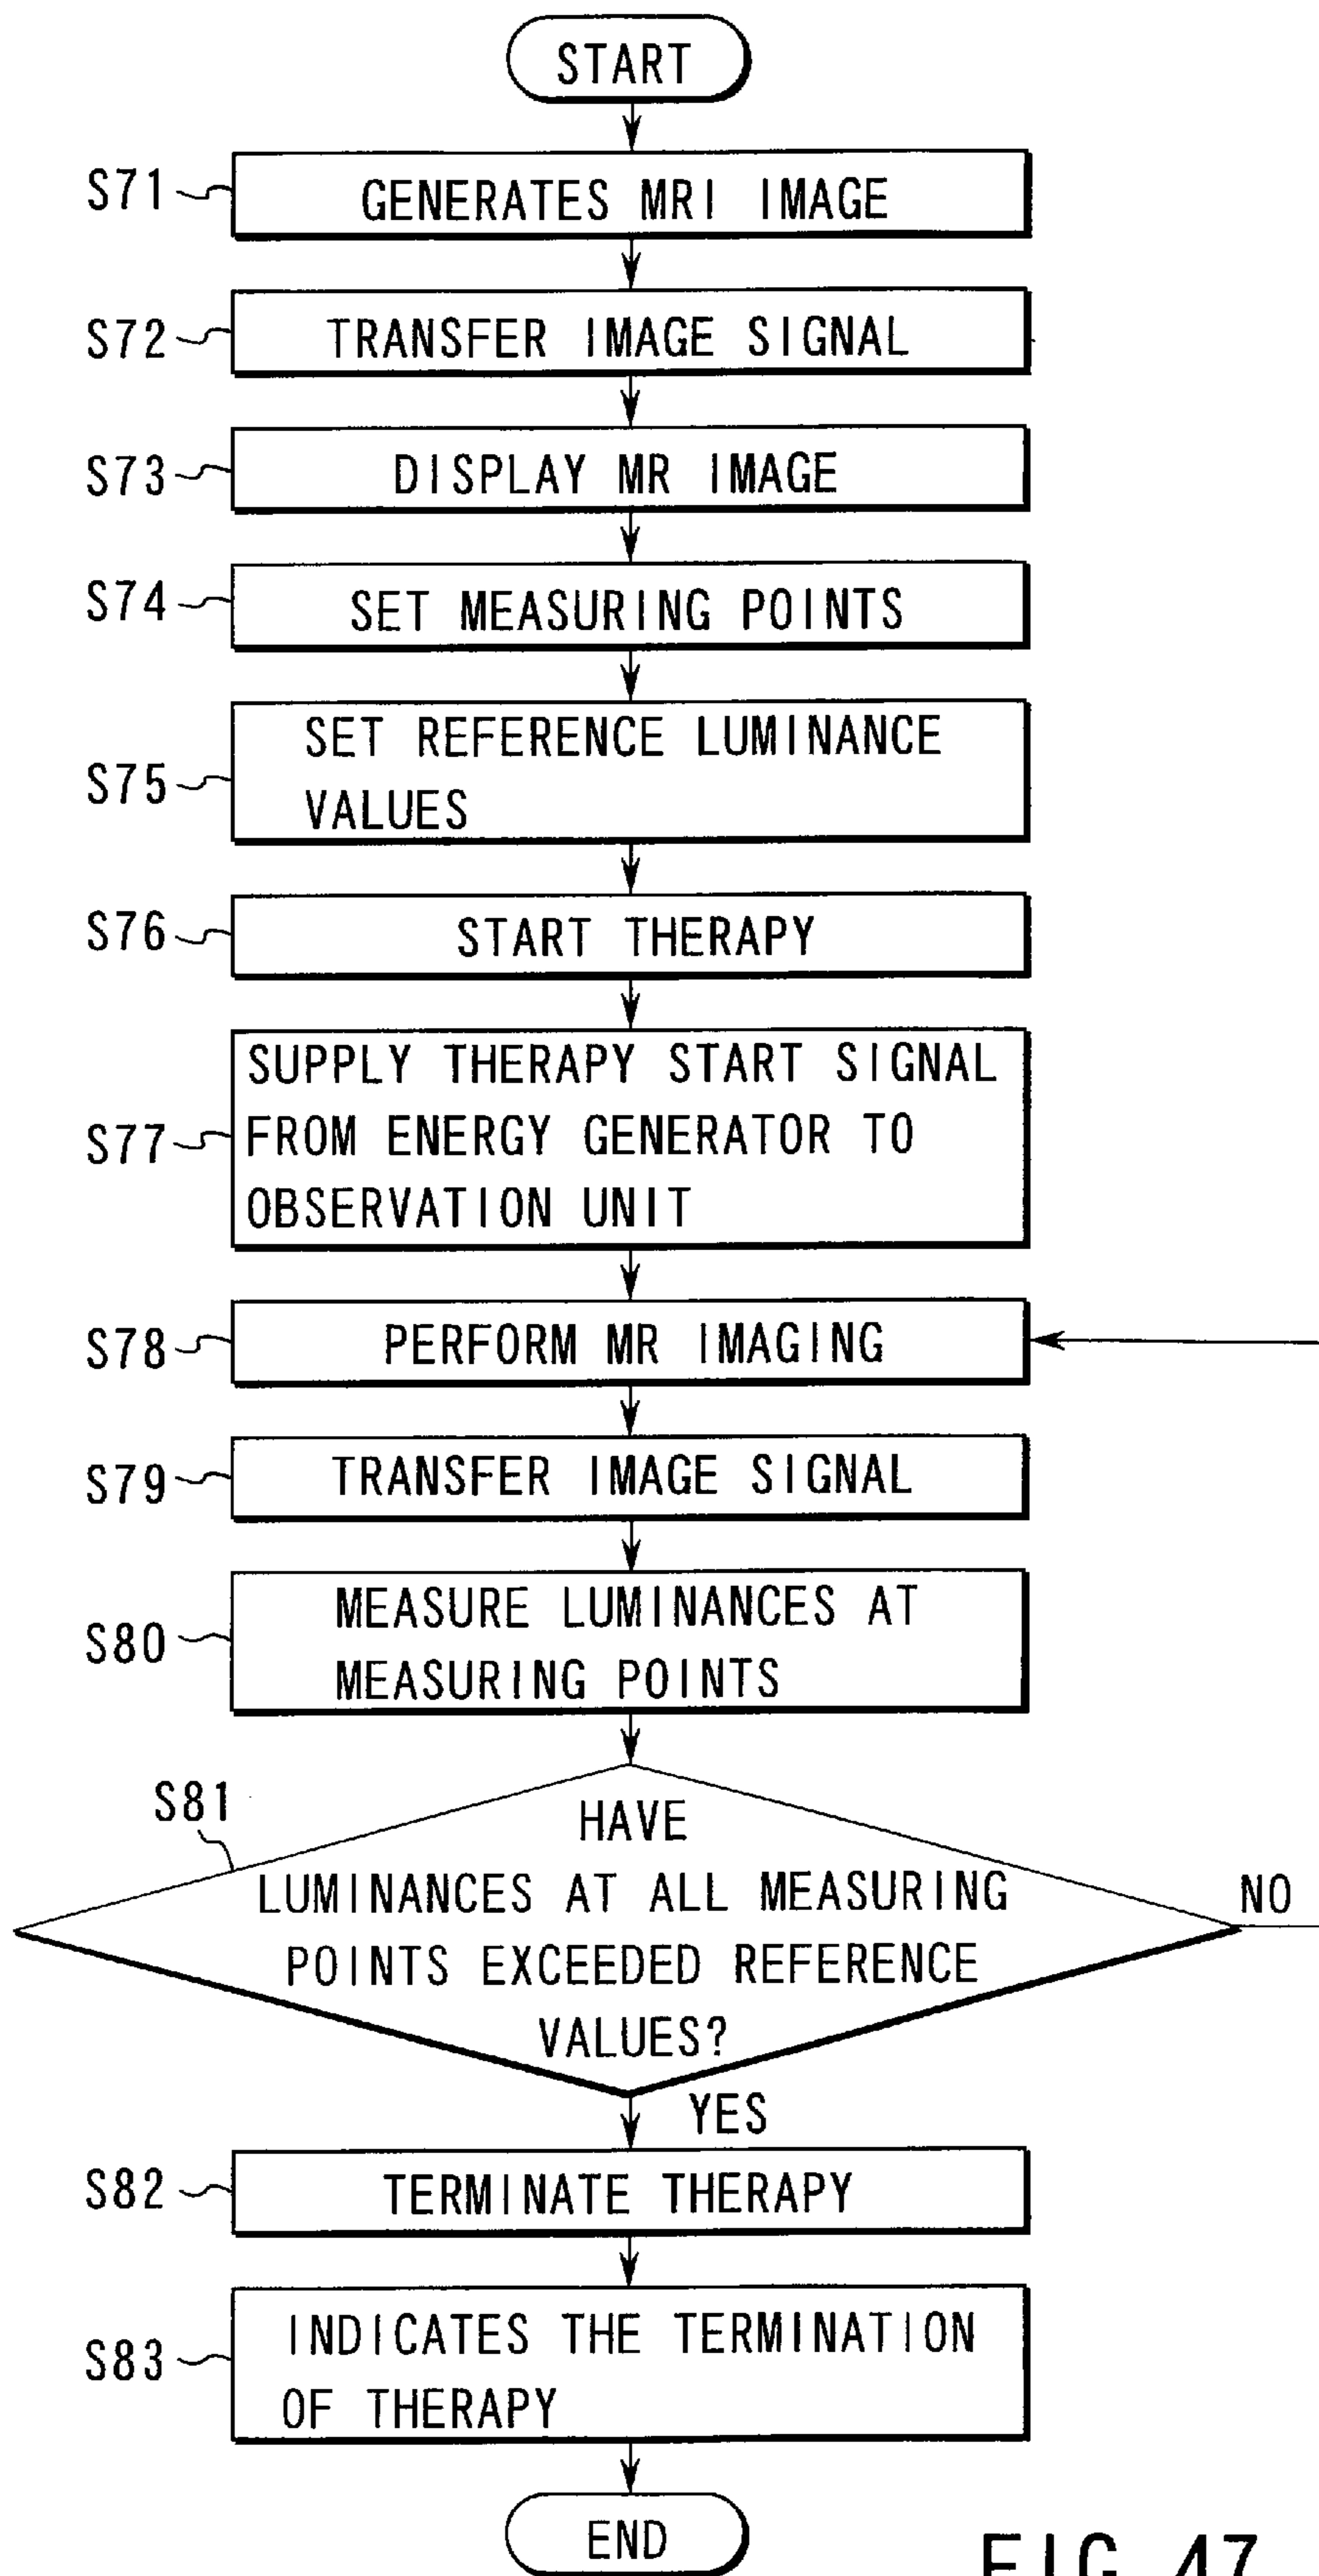 START
S71
GENERATES MRI IMAGE
S72
TRANSFER IMAGE SIGNAL
S73
DISPLAY MR IMAGE
S74
SET MEASURING POINTS
S75
SET REFERENCE LUMINANCE
VALUES
S76
START THERAPY
S77
SUPPLY THERAPY START SIGNAL
FROM ENERGY GENERATOR TO
OBSERVATION UNIT
S78
PERFORM MR IMAGING
S79
TRANSFER IMAGE SIGNAL
S80
MEASURE LUMINANCES AT
MEASURING POINTS
S81
HAVE
LUMINANCES AT ALL MEASURING
POINTS EXCEEDED REFERENCE
VALUES?
NO
YES
S82
TERMINATE THERAPY
S83
INDICATES THE TERMINATION
OF THERAPY
END
FIG. 47